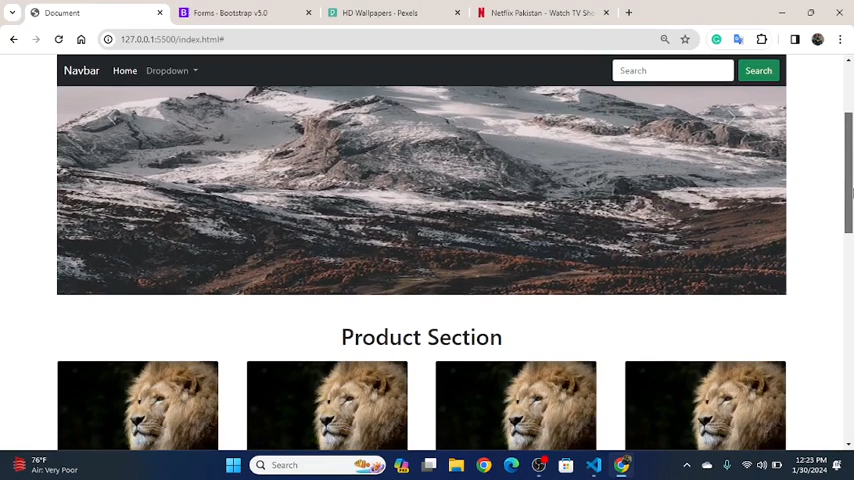 Document
Forms - Bootstrap v5.0
HD Wallpapers - Pexels
Netflix Pakistan - Watch TV Sho
127.0.0.1:5500/index.html#
Navbar
Home
Dropdown
Search
Search
Product Section
76°F
Air: Very Poor
Search
12:23 PM
1/30/2024